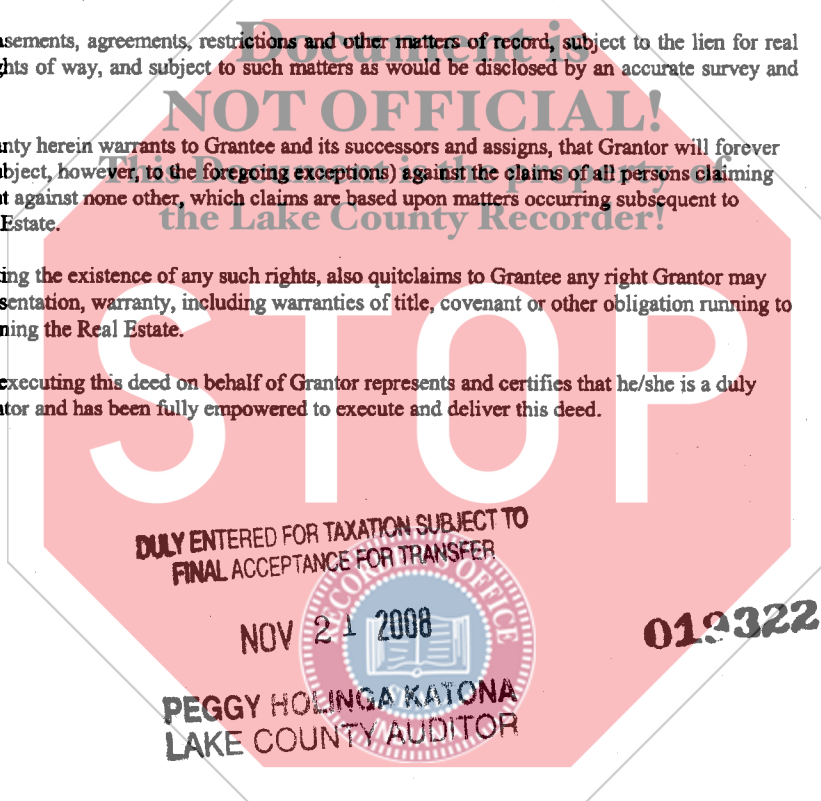 Document is
asements, agreements, restrictions and other matters of record, subject to the lien for real
hts of way, and subject to such matters as would be disclosed by an accurate survey and
NOT OFFICIAL!
nty herein warrants to Grantee and its successors and assigns, that Grantor will forever
This Document is the property of
bject, however, to the foregoing exceptions) against the claims of all persons claiming
t against none other, which claims are based upon matters occurring subsequent to
the Lake County Recorder!
Estate.
ing the existence of any such rights, also quitclaims to Grantee any right Grantor may
sentation, warranty, including warranties of title, covenant or other obligation running to
ning the Real Estate.
STOP
executing this deed on behalf of Grantor represents and certifies that he/she is a duly
tor and has been fully empowered to execute and deliver this deed.
DULY ENTERED FOR TAXATION SUBJECT TO
FINAL ACCEPTANCE FOR TRANSFER
OFFICE
NOV 21 2008
019322
PEGGY HOLINGA KATONA
LAKE COUNTY AUDITOR